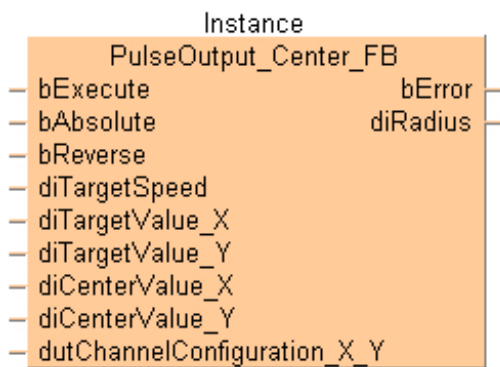 Instance
PulseOutput_Center_FB
bExecute bError
bAbsolute diRadius
bReverse
diTargetSpeed
diTargetValue_X
diTargetValue_Y
diCenterValue_X
diCenterValue_Y
dutChannelConfiguration_X_Y